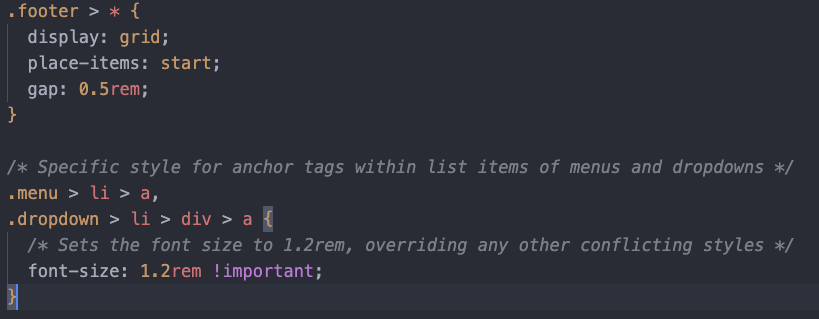 .footer > * {
display: grid;
place-items: start;
gap: 0.5rem;
}
/* Specific style for anchor tags within list items of menus and dropdowns */
.menu > li > a,
.dropdown > li > div > a {
/* Sets the font size to 1.2rem, overriding any other conflicting styles */
font-size: 1.2rem !important;
}